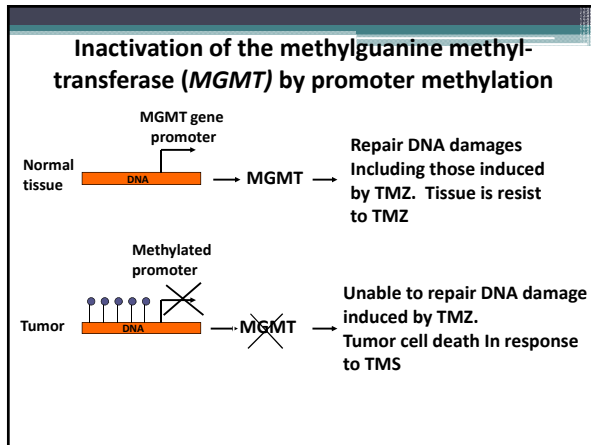 Inactivation of the methylguanine methyl-
transferase (MGMT) by promoter methylation
MGMT gene
promoter
Normal
tissue
DNA
MGMT
Repair DNA damages
Including those induced
by TMZ. Tissue is resist
to TMZ
Methylated
promoter
Tumor
DNA
MGMT
Unable to repair DNA damage
induced by TMZ.
Tumor cell death In response
to TMS